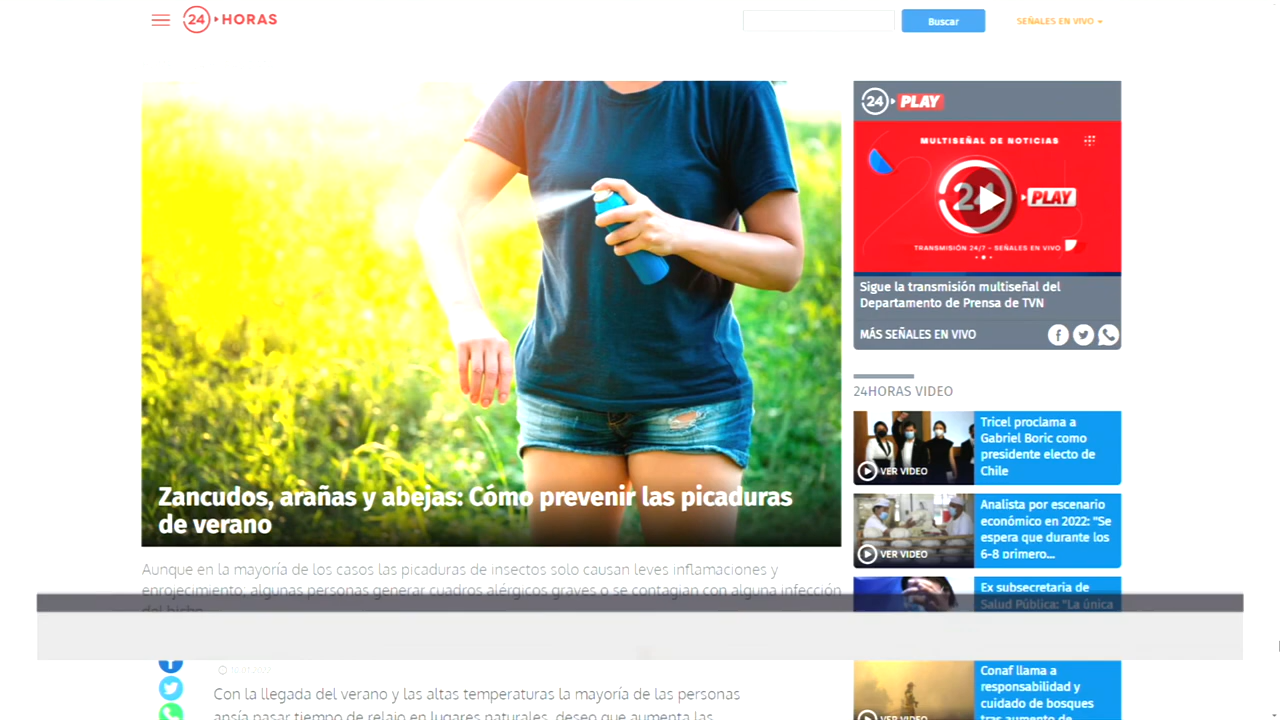 24 HORAS
Buscar
SEÑALES EN VIVO
Zancudos, arañas y abejas: Cómo prevenir las picaduras
de verano
Aunque en la mayoría de los casos las picaduras de insectos solo causan leves inflamaciones y
enrojecimiento, algunas personas generar cuadros alérgicos graves o se contagian con alguna infección
del bicho.
Con la llegada del verano y las altas temperaturas la mayoría de las personas
ansía pasar tiempo de relajo en lugares naturales, deseo que aumenta las
24 PLAY
MULTISEÑAL DE NOTICIAS
24 PLAY
TRANSMISIÓN 24/7 - SEÑALES EN VIVO
Sigue la transmisión multiseñal del
Departamento de Prensa de TVN
MÁS SEÑALES EN VIVO
24HORAS VIDEO
VER VIDEO
Tricel proclama a
Gabriel Boric como
presidente electo de
Chile
VER VIDEO
Analista por escenario
económico en 2022: "Se
espera que durante los
6-8 primero...
Ex subsecretaria de
Salud Pública: "La única
VER VIDEO
Conaf llama a
responsabilidad y
cuidado de bosques
tras aumento de